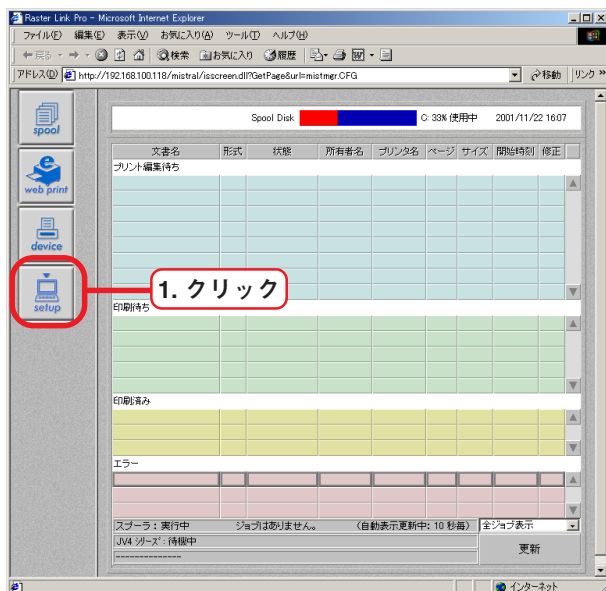 Raster Link Pro - Microsoft Internet Explorer
ファイル(F) 編集(E) 表示(V) お気に入り(A) ツール(T) ヘルプ(H)
戻る 検索 お気に入り 履歴
アドレス(D) http://192.168.100.118/mistral/isscreen.dll?GetPage&url=mistmgr.CFG 移動 リンク »
spool
Spool Disk C: 33% 使用中 2001/11/22 16:07
文書名 形式 状態 所有者名 プリンタ名 ページ サイズ 開始時刻 修正
プリント編集待ち
web print
device
setup
1. クリック
印刷待ち
印刷済み
エラー
スプーラ：実行中 ジョブはありません。 (自動表示更新中: 10 秒毎) 全ジョブ表示
JV4 シリーズ: 待機中
--------------
更新
インターネット